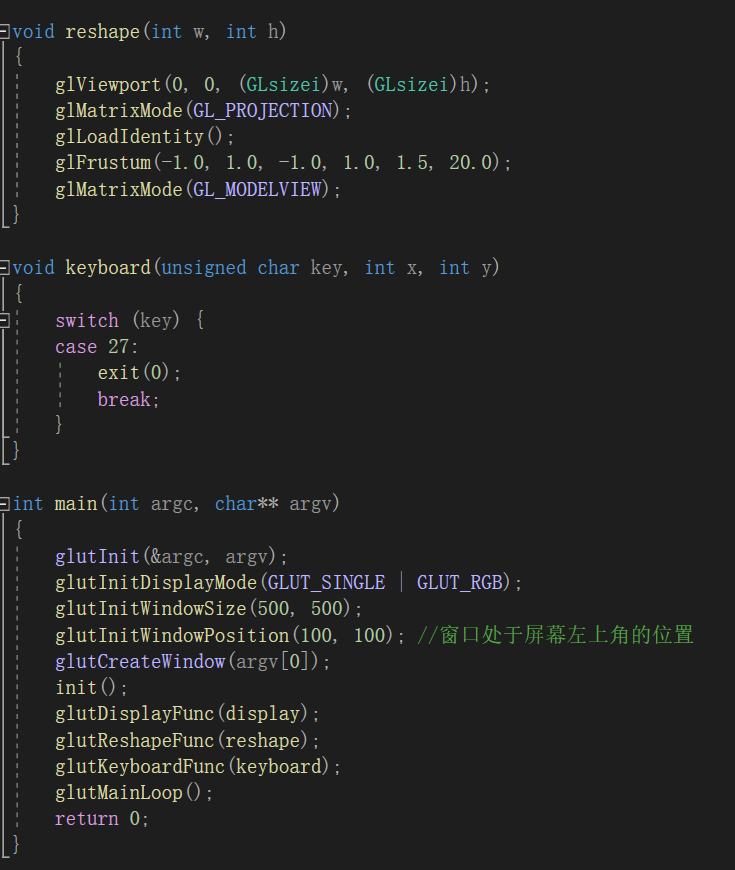 void reshape(int w, int h)
{
    glViewport(0, 0, (GLsizei)w, (GLsizei)h);
    glMatrixMode(GL_PROJECTION);
    glLoadIdentity();
    glFrustum(-1.0, 1.0, -1.0, 1.0, 1.5, 20.0);
    glMatrixMode(GL_MODELVIEW);
}

void keyboard(unsigned char key, int x, int y)
{
    switch (key) {
    case 27:
        exit(0);
        break;
    }
}

int main(int argc, char** argv)
{
    glutInit(&argc, argv);
    glutInitDisplayMode(GLUT_SINGLE | GLUT_RGB);
    glutInitWindowSize(500, 500);
    glutInitWindowPosition(100, 100); //窗口处于屏幕左上角的位置
    glutCreateWindow(argv[0]);
    init();
    glutDisplayFunc(display);
    glutReshapeFunc(reshape);
    glutKeyboardFunc(keyboard);
    glutMainLoop();
    return 0;
}